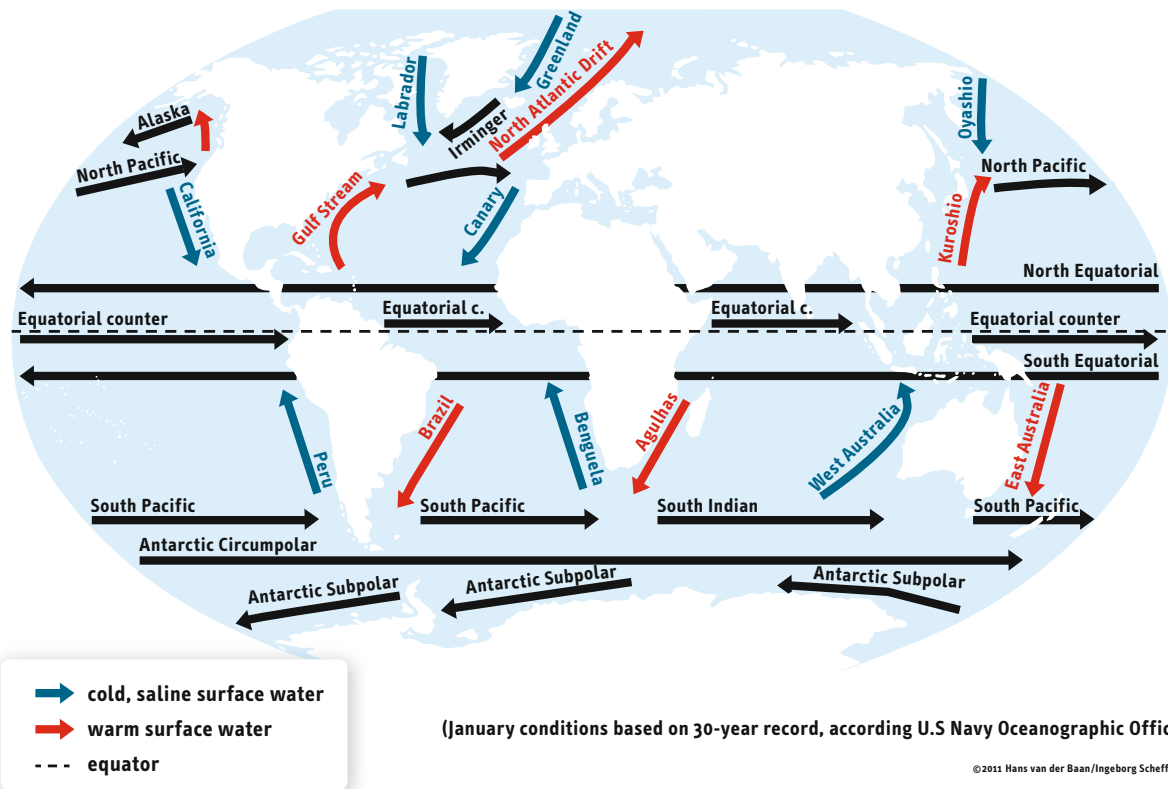 Greenland
Labrador
North Atlantic Drift
Irminger
Alaska
North Pacific
California
Gulf Stream
Canary
Oyashio
North Pacific
Kuroshio
North Equatorial
Equatorial c.
Equatorial c.
Equatorial counter
Equatorial counter
South Equatorial
Peru
Brazil
Benguela
Agulhas
West Australia
East Australia
South Pacific
South Pacific
South Indian
South Pacific
Antarctic Circumpolar
Antarctic Subpolar
Antarctic Subpolar
Antarctic Subpolar
cold, saline surface water
warm surface water
equator
(January conditions based on 30-year record, according U.S Navy Oceanographic Offic
©2011 Hans van der Baan/Ingeborg Scheff